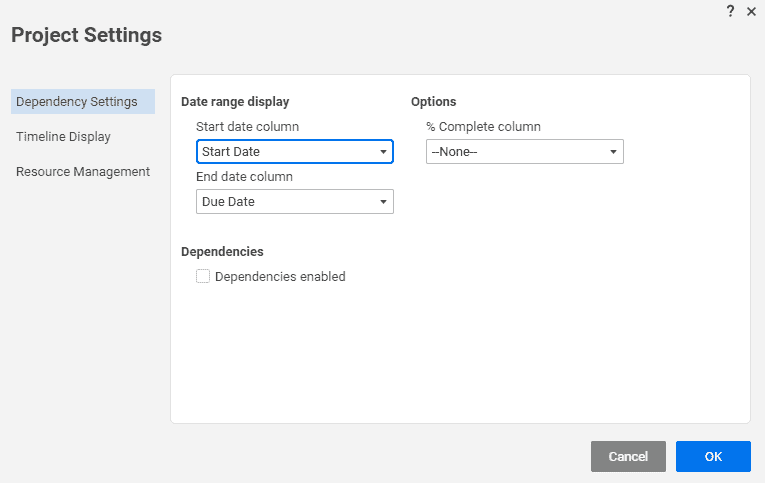 ? ×
Project Settings
Dependency Settings
Timeline Display
Resource Management
Date range display
Start date column
Start Date
End date column
Due Date
Options
% Complete column
--None--
Dependencies
Dependencies enabled
Cancel
OK